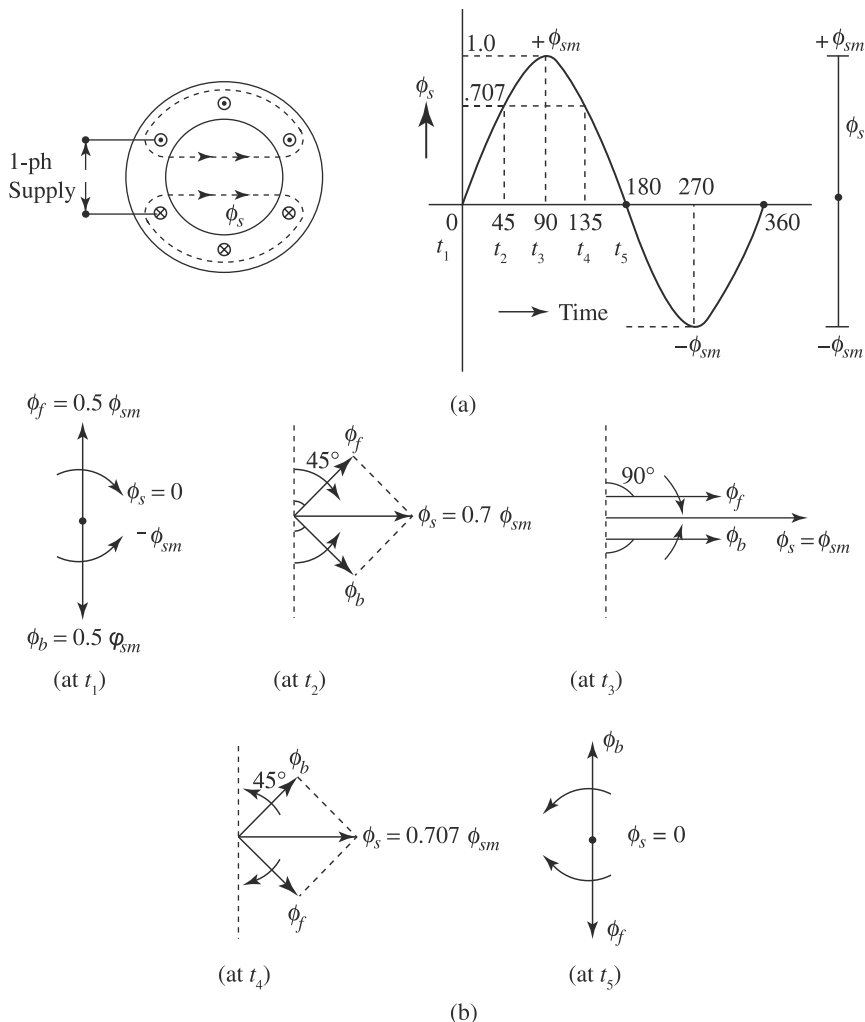 1.0 +ϕsm +ϕsm
ϕs .707
1-ph
Supply
ϕs
ϕs
0 45 90 135 180 270 360
t1 t2 t3 t4 t5
Time
−ϕsm −ϕsm
(a)
ϕf = 0.5 ϕsm
ϕs = 0
−ϕsm
ϕb = 0.5 φsm
(at t1)
45° ϕf
ϕs = 0.7 ϕsm
ϕb
(at t2)
90° ϕf
ϕb ϕs = ϕsm
(at t3)
45° ϕb
ϕs = 0.707 ϕsm
ϕf
(at t4)
ϕb
ϕs = 0
ϕf
(at t5)
(b)